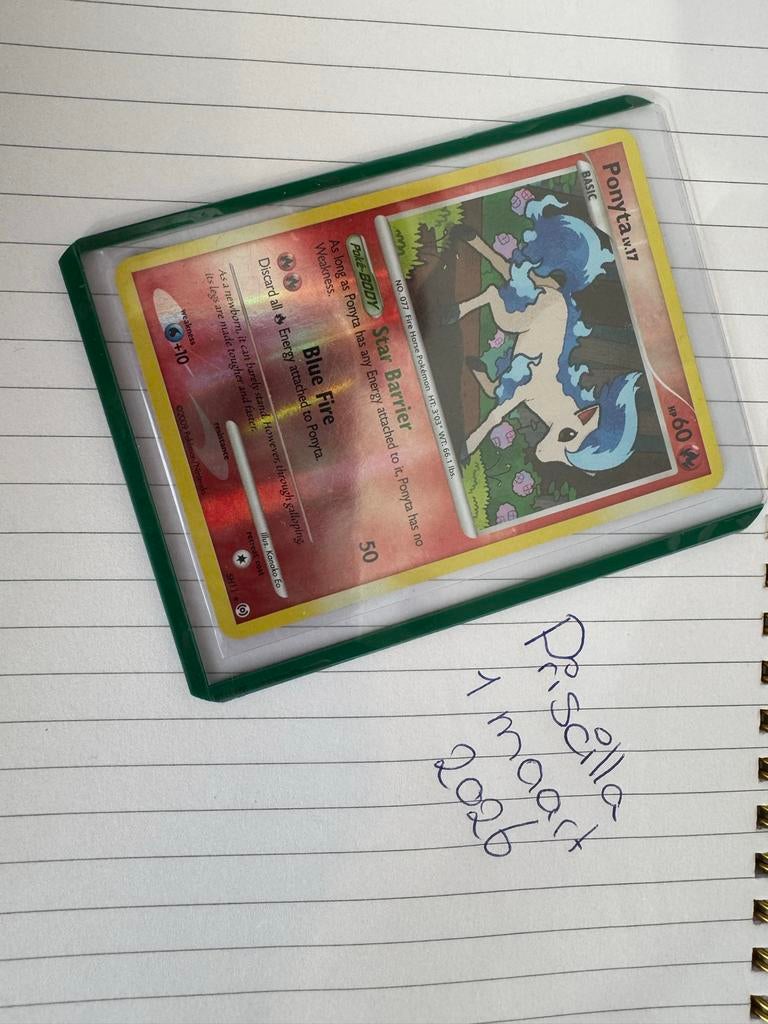 Ponyta LV.17
HP 60
BASIC
NO. 077 Fire Horse Pokémon HT: 3'03" WT: 66.1 lbs.
Poké-BODY Star Barrier
As long as Ponyta has any Energy attached to it, Ponyta has no
Weakness.
Blue Fire 50
Discard all Energy attached to Ponyta.
As a newborn, it can barely stand. However, through galloping,
its legs are made tougher and faster.
Illus. Kanako Eo
weakness
+10
resistance
retreat cost
©2009 Pokémon/Nintendo
SH11
Priscilla
1 maart
2026